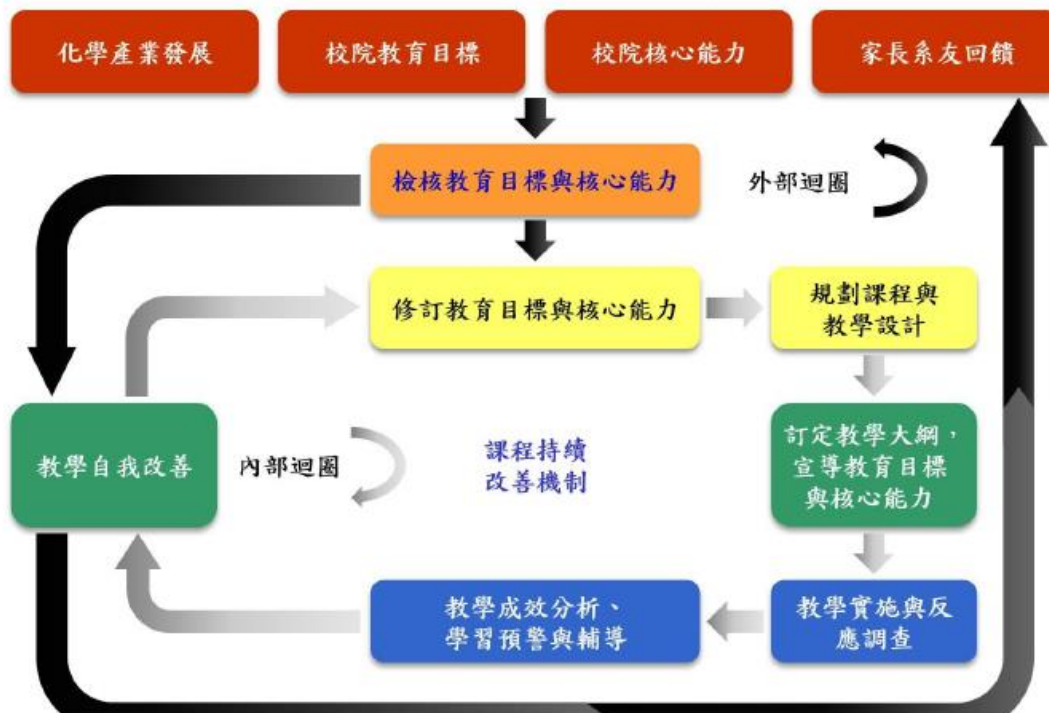 化學產業發展
校院教育目標
校院核心能力
家長系友回饋
檢核教育目標與核心能力
外部迴圈
修訂教育目標與核心能力
規劃課程與
教學設計
教學自我改善
內部迴圈
課程持續
改善機制
訂定教學大綱，
宣導教育目標
與核心能力
教學成效分析、
學習預警與輔導
教學實施與反
應調查